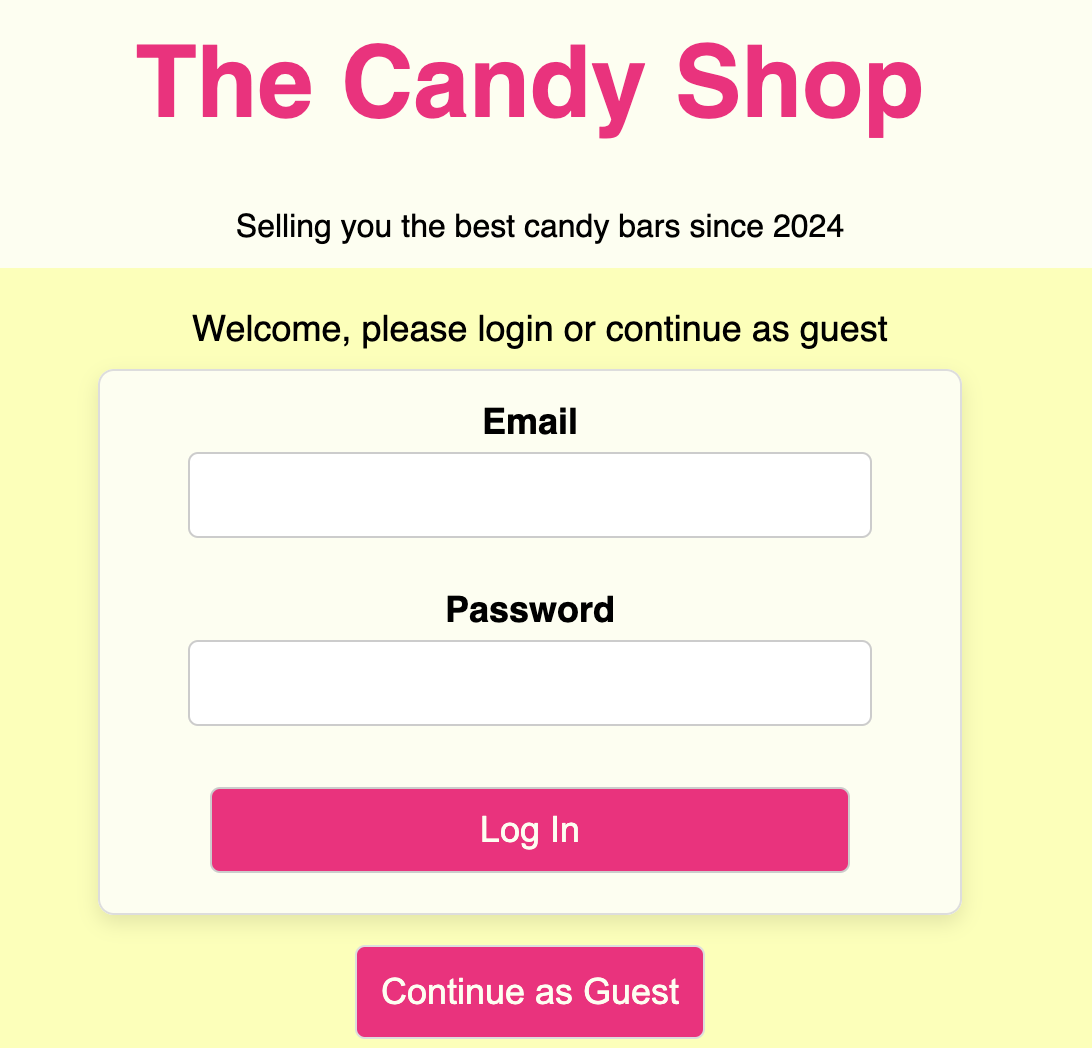 The Candy Shop
Selling you the best candy bars since 2024
Welcome, please login or continue as guest
Email
Password
Log In
Continue as Guest